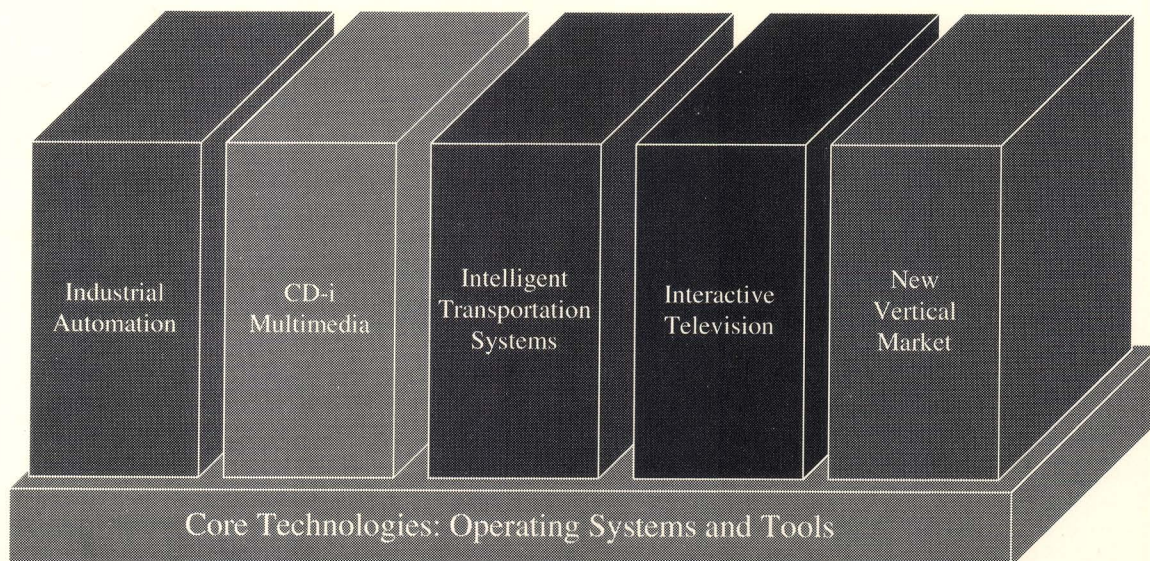 Industrial
Automation
CD-i
Multimedia
Intelligent
Transportation
Systems
Interactive
Television
New
Vertical
Market
Core Technologies: Operating Systems and Tools